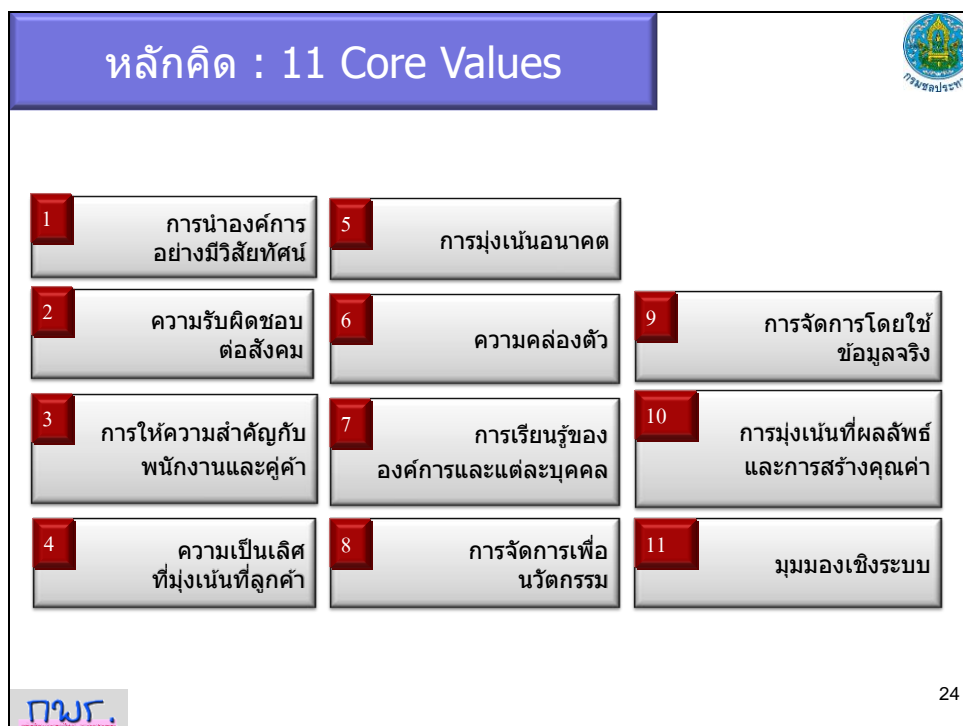 หลักคิด : 11 Core Values
กรมชลประทาน
1
การนำองค์การ
อย่างมีวิสัยทัศน์
2
ความรับผิดชอบ
ต่อสังคม
3
การให้ความสำคัญกับ
พนักงานและคู่ค้า
4
ความเป็นเลิศ
ที่มุ่งเน้นที่ลูกค้า
5
การมุ่งเน้นอนาคต
6
ความคล่องตัว
7
การเรียนรู้ของ
องค์การและแต่ละบุคคล
8
การจัดการเพื่อ
นวัตกรรม
9
การจัดการโดยใช้
ข้อมูลจริง
10
การมุ่งเน้นที่ผลลัพธ์
และการสร้างคุณค่า
11
มุมมองเชิงระบบ
กพร.
24